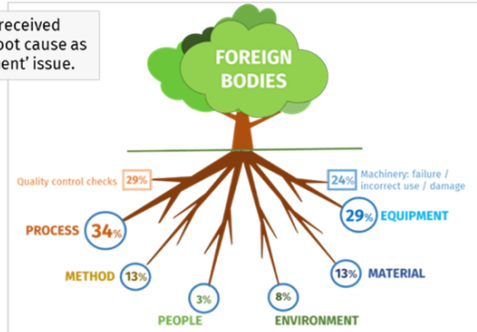 received
oot cause as
ent' issue.
FOREIGN
BODIES
Quality control checks 29%
24% Machinery: failure /
incorrect use / damage
PROCESS 34%
29% EQUIPMENT
METHOD 13%
13% MATERIAL
3%
PEOPLE
8%
ENVIRONMENT